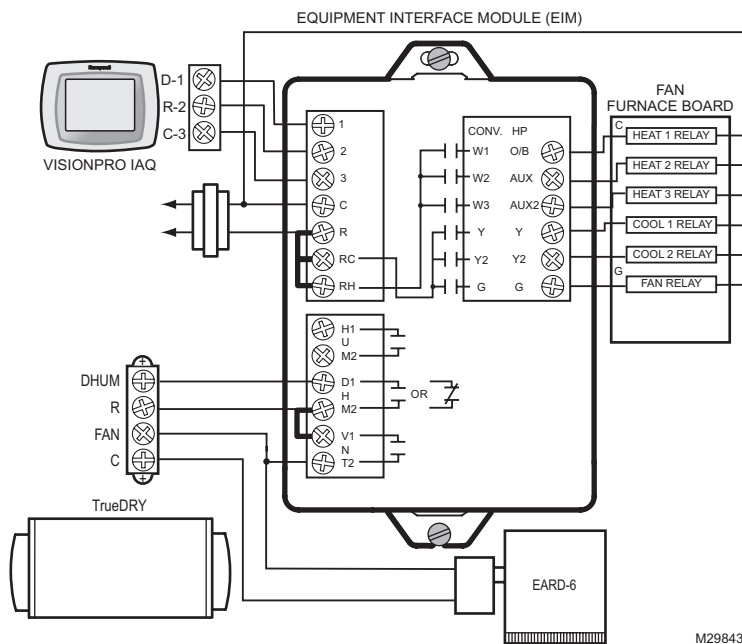 EQUIPMENT INTERFACE MODULE (EIM)
Honeywell
VISIONPRO IAQ
D-1
R-2
C-3
1
2
3
C
R
RC
RH
CONV. HP
W1 O/B
W2 AUX
W3 AUX2
Y Y
Y2 Y2
G G
FAN
FURNACE BOARD
C
HEAT 1 RELAY
HEAT 2 RELAY
HEAT 3 RELAY
COOL 1 RELAY
COOL 2 RELAY
G
FAN RELAY
H1
U
M2
D1
H
M2
V1
N
T2
OR
DHUM
R
FAN
C
TrueDRY
EARD-6
M29843